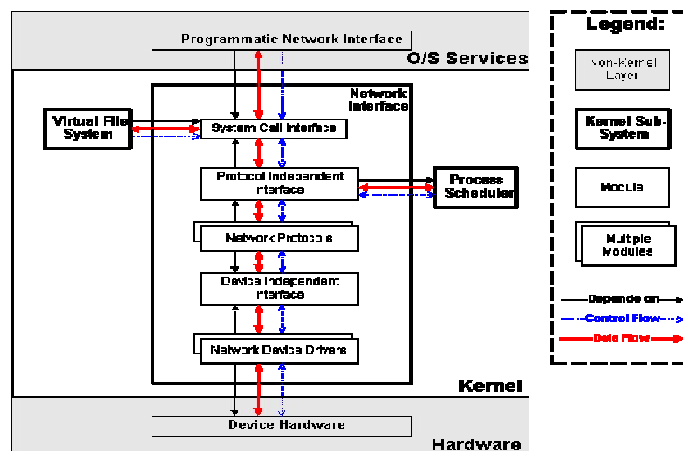 Programmatic Network Interface
O/S Services
Network
Interface
Virtual File
System
System Call Interface
Protocol Independent
Interface
Process
Scheduler
Network Protocols
Device Independent
Interface
Network Device Drivers
Kernel
Device Hardware
Hardware
Legend:
Non-Kernel
Layer
Kernel Sub-
System
Module
Multiple
Modules
Depends on
Control Flow
Data Flow